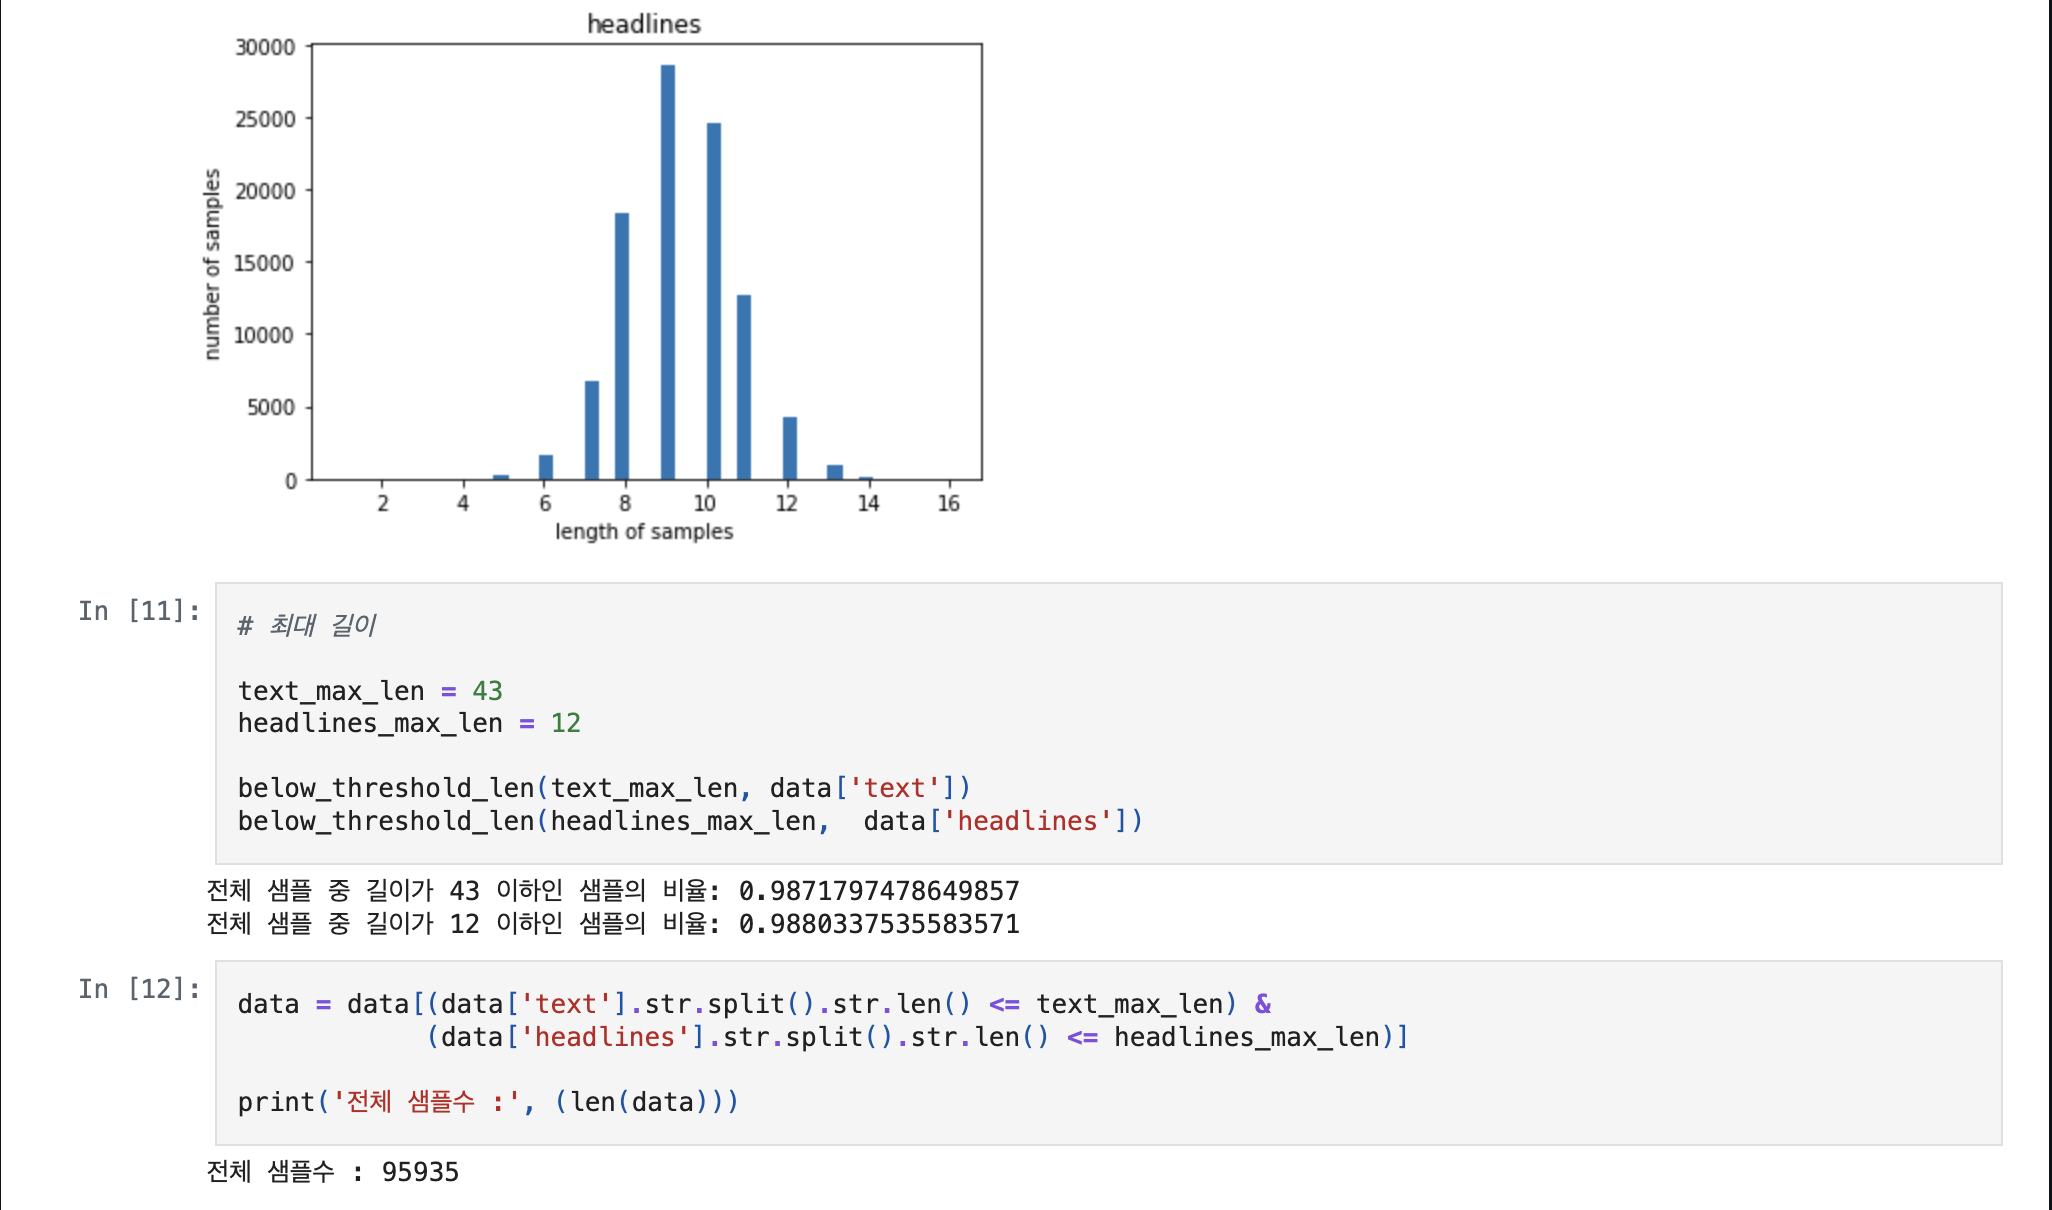 headlines
30000
25000
20000
15000
10000
5000
0
number of samples
2 4 6 8 10 12 14 16
length of samples
In [11]:
# 최대 길이
text_max_len = 43
headlines_max_len = 12
below_threshold_len(text_max_len, data['text'])
below_threshold_len(headlines_max_len,  data['headlines'])
전체 샘플 중 길이가 43 이하인 샘플의 비율: 0.9871797478649857
전체 샘플 중 길이가 12 이하인 샘플의 비율: 0.9880337535583571
In [12]:
data = data[(data['text'].str.split().str.len() <= text_max_len) &
(data['headlines'].str.split().str.len() <= headlines_max_len)]
print('전체 샘플수 :', (len(data)))
전체 샘플수 : 95935